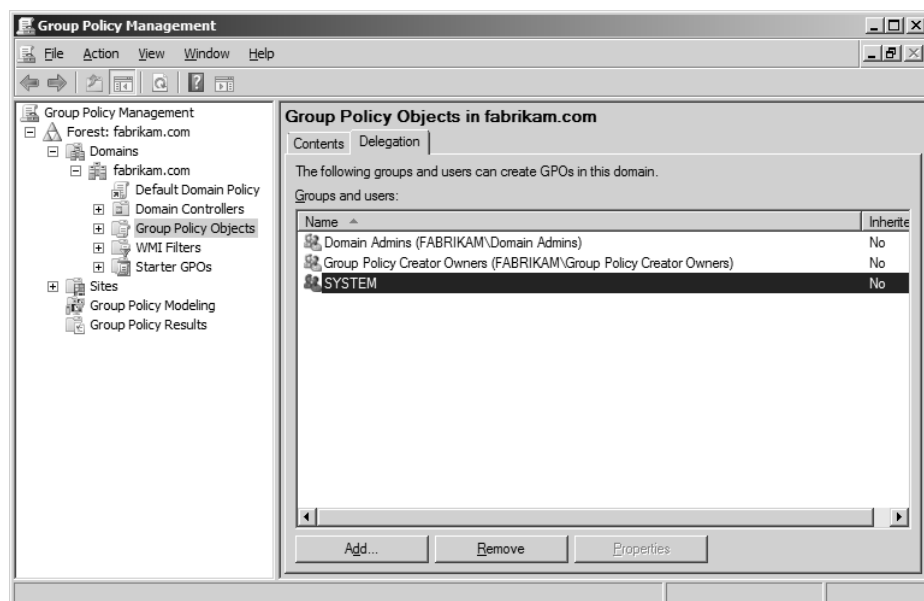 Group Policy Management
File Action View Window Help
Group Policy Management
Forest: fabrikam.com
Domains
fabrikam.com
Default Domain Policy
Domain Controllers
Group Policy Objects
WMI Filters
Starter GPOs
Sites
Group Policy Modeling
Group Policy Results
Group Policy Objects in fabrikam.com
Contents Delegation
The following groups and users can create GPOs in this domain.
Groups and users:
Name Inherite
Domain Admins (FABRIKAM\Domain Admins) No
Group Policy Creator Owners (FABRIKAM\Group Policy Creator Owners) No
SYSTEM No
Add... Remove Properties